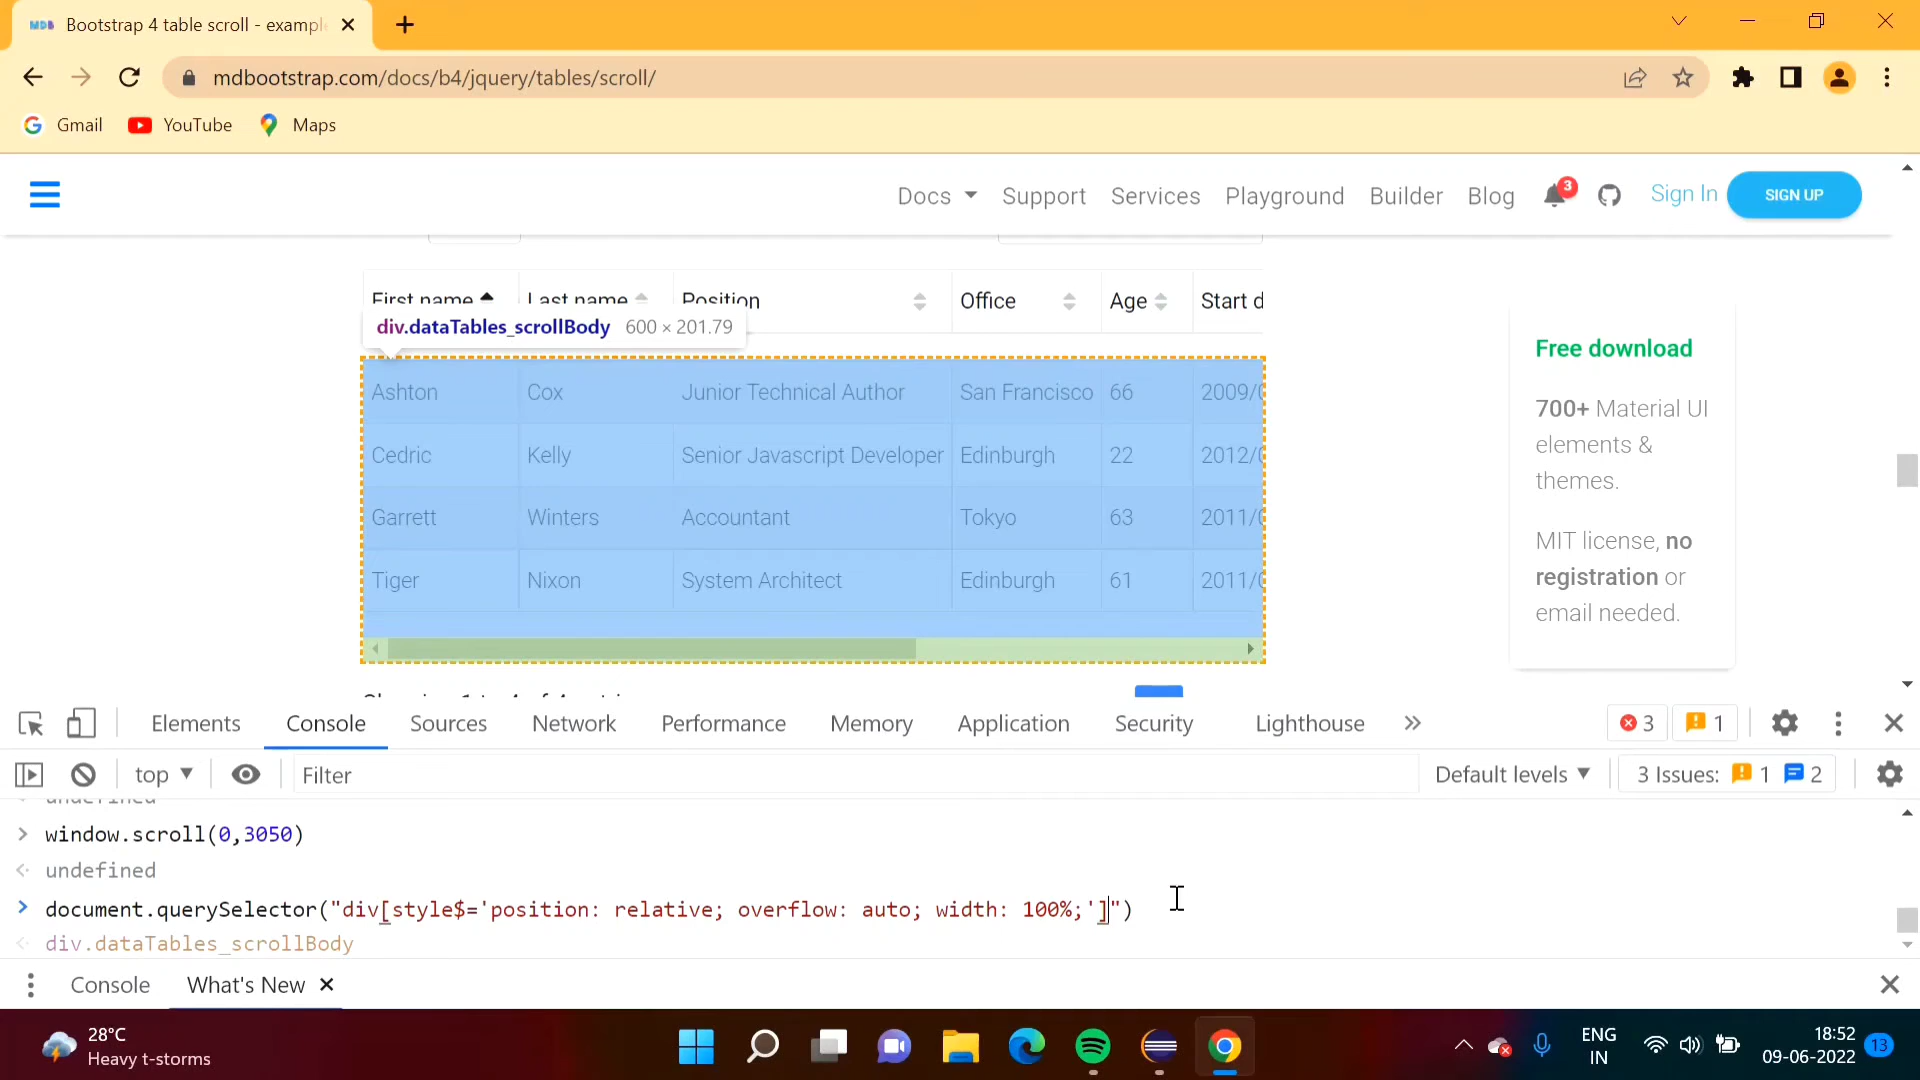 MDB Bootstrap 4 table scroll - exampl
mdbootstrap.com/docs/b4/jquery/tables/scroll/
Gmail YouTube Maps
Docs Support Services Playground Builder Blog 3 Sign In SIGN UP
First name Last name Position Office Age Start d
div.dataTables_scrollBody 600 × 201.79
Ashton Cox Junior Technical Author San Francisco 66 2009/0
Cedric Kelly Senior Javascript Developer Edinburgh 22 2012/0
Garrett Winters Accountant Tokyo 63 2011/0
Tiger Nixon System Architect Edinburgh 61 2011/0
Free download
700+ Material UI
elements &
themes.
MIT license, no
registration or
email needed.
Elements Console Sources Network Performance Memory Application Security Lighthouse 3 1
top Filter Default levels 3 Issues: 1 2
undefined
window.scroll(0,3050)
undefined
document.querySelector("div[style$='position: relative; overflow: auto; width: 100%;']")
div.dataTables_scrollBody
Console What's New
28°C
Heavy t-storms
ENG
IN
18:52
09-06-2022
13